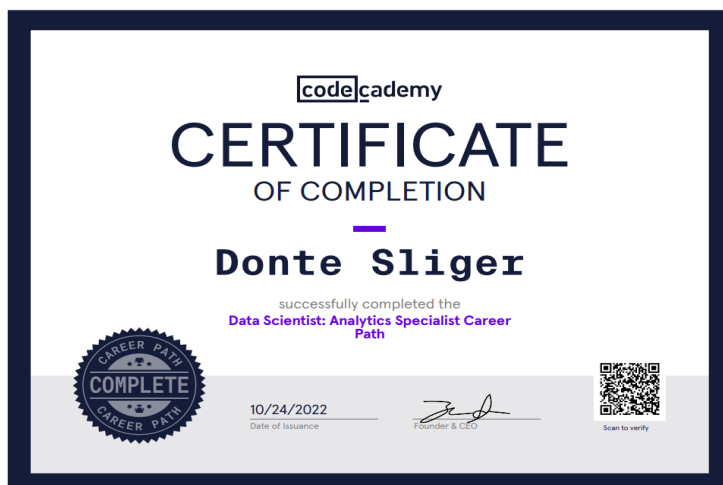 codecademy
CERTIFICATE
OF COMPLETION
Donte Sliger
successfully completed the
Data Scientist: Analytics Specialist Career
Path
CAREER PATH
COMPLETE
CAREER PATH
10/24/2022
Date of Issuance
Founder & CEO
Scan to verify